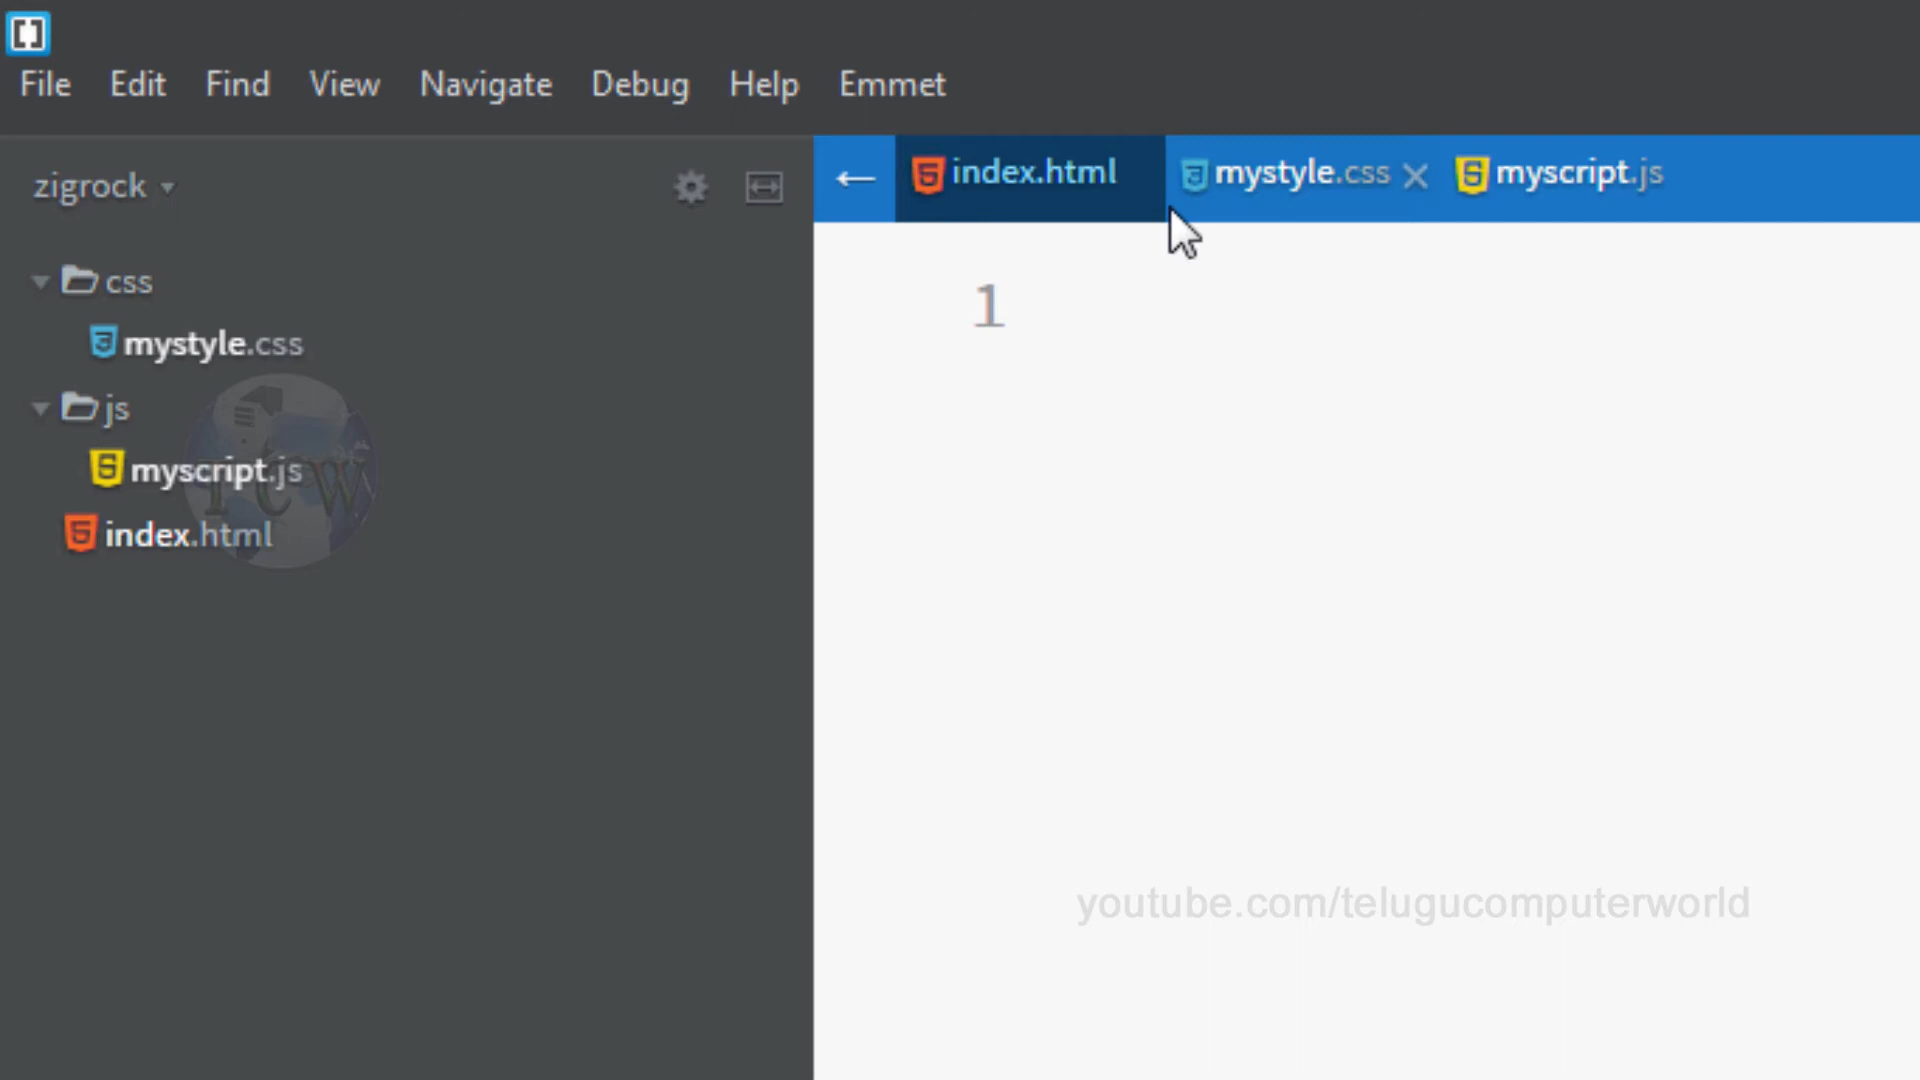 File Edit Find View Navigate Debug Help Emmet
zigrock
index.html mystyle.css myscript.js
css
mystyle.css
js
myscript.js
index.html
TCW
1
youtube.com/telugucomputerworld